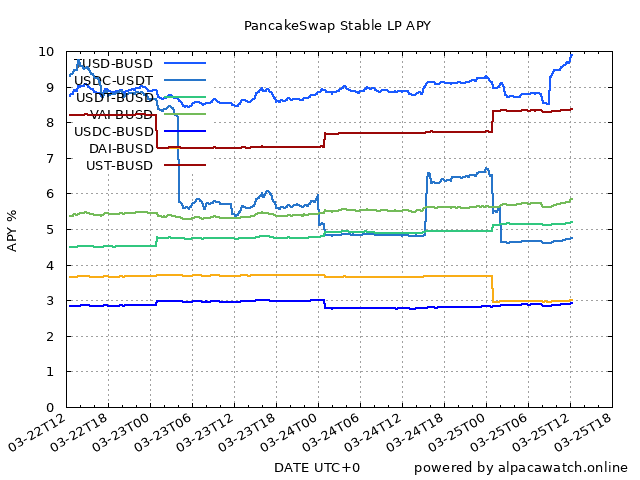 PancakeSwap Stable LP APY
10
9
8
7
6
5
4
3
2
1
0
APY %
TUSD-BUSD
USDC-USDT
USDT-BUSD
VAI-BUSD
USDC-BUSD
DAI-BUSD
UST-BUSD
03-22T12
03-22T18
03-23T00
03-23T06
03-23T12
03-23T18
03-24T00
03-24T06
03-24T12
03-24T18
03-25T00
03-25T06
03-25T12
03-25T18
DATE UTC+0
powered by alpacawatch.online